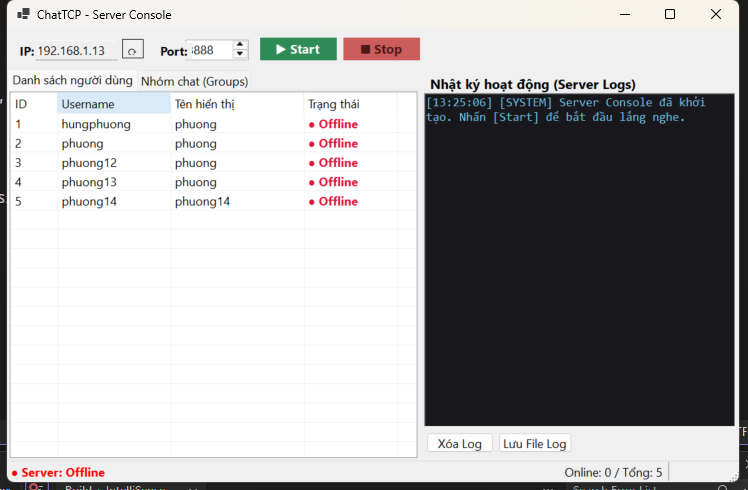 ChatTCP - Server Console
IP: 192.168.1.13 Port: 8888 Start Stop
Danh sách người dùng Nhóm chat (Groups)
ID Username Tên hiển thị Trạng thái
1 hungphuong phuong Offline
2 phuong phuong Offline
3 phuong12 phuong Offline
4 phuong13 phuong Offline
5 phuong14 phuong14 Offline
Nhật ký hoạt động (Server Logs)
[13:25:06] [SYSTEM] Server Console đã khởi
tạo. Nhấn [Start] để bắt đầu lắng nghe.
Xóa Log Lưu File Log
Server: Offline Online: 0 / Tổng: 5